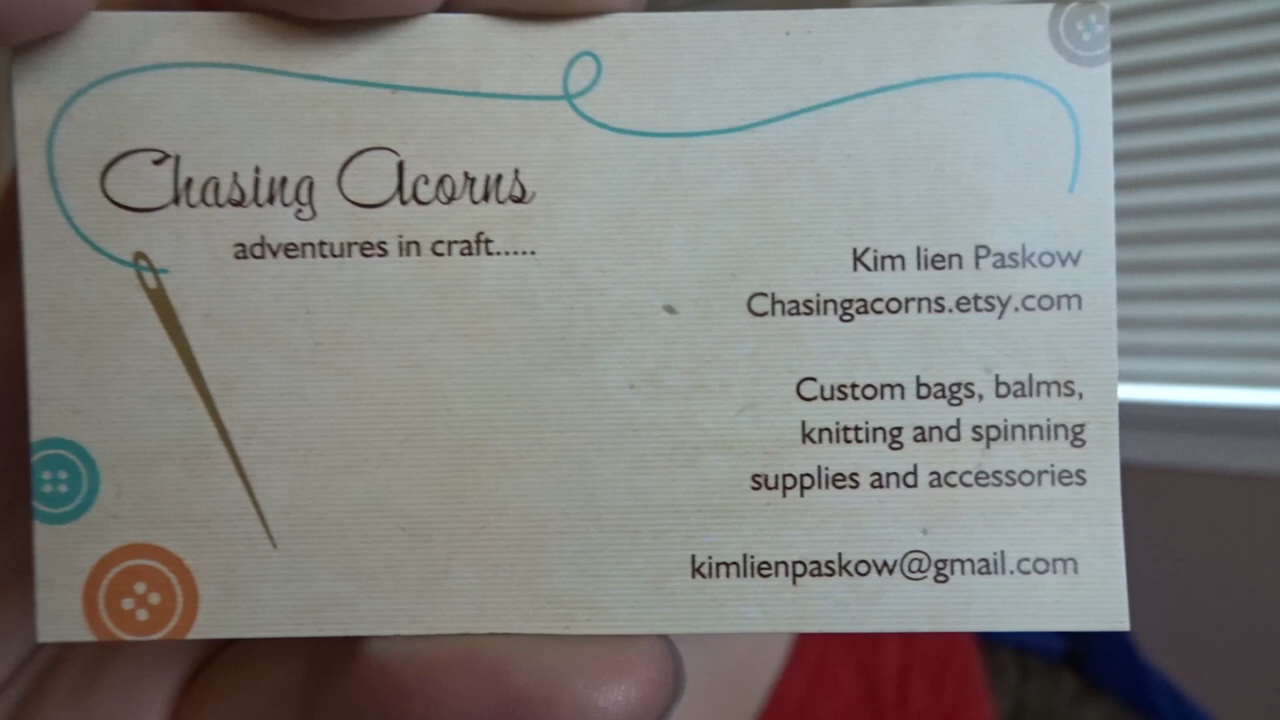 Chasing Acorns
adventures in craft.....
Kim lien Paskow
Chasingacorns.etsy.com
Custom bags, balms,
knitting and spinning
supplies and accessories
kimlienpaskow@gmail.com